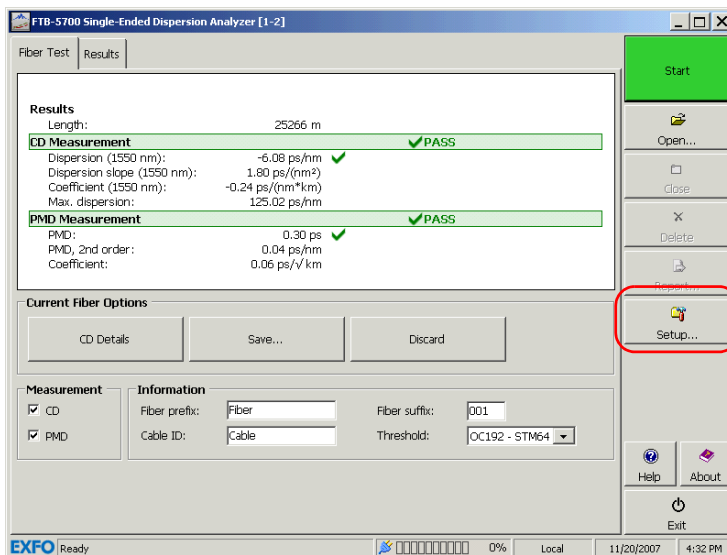 FTB-5700 Single-Ended Dispersion Analyzer [1-2]
Fiber Test
Results
Results
Length: 25266 m
CD Measurement PASS
Dispersion (1550 nm): -6.08 ps/nm
Dispersion slope (1550 nm): 1.80 ps/(nm²)
Coefficient (1550 nm): -0.24 ps/(nm*km)
Max. dispersion: 125.02 ps/nm
PMD Measurement PASS
PMD: 0.30 ps
PMD, 2nd order: 0.04 ps/nm
Coefficient: 0.06 ps/√km
Current Fiber Options
CD Details
Save...
Discard
Measurement
CD
PMD
Information
Fiber prefix: Fiber
Fiber suffix: 001
Cable ID: Cable
Threshold: OC192 - STM64
Start
Open...
Close
Delete
Report...
Setup...
Help
About
Exit
EXFO Ready
0%
Local
11/20/2007
4:32 PM